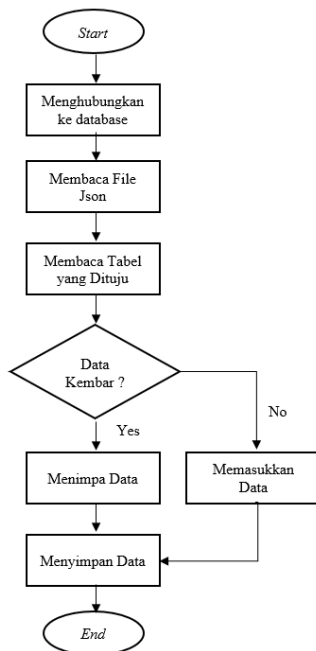 Start
Menghubungkan
ke database
Membaca File
Json
Membaca Tabel
yang Dituju
Data
Kembar ?
No
Yes
Menimpa Data
Memasukkan
Data
Menyimpan Data
End